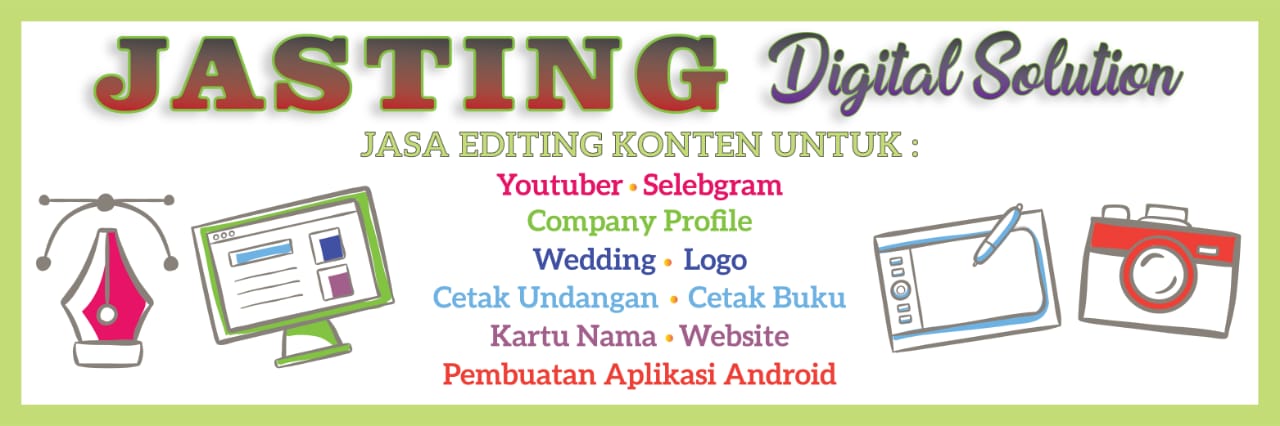 JASTING Digital Solution
JASA EDITING KONTEN UNTUK :
Youtuber • Selebgram
Company Profile
Wedding • Logo
Cetak Undangan • Cetak Buku
Kartu Nama • Website
Pembuatan Aplikasi Android